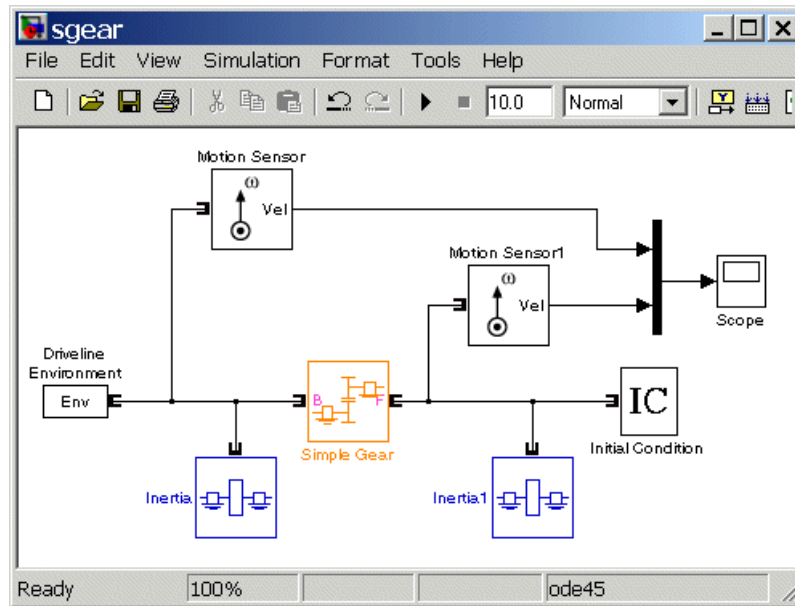 sgear
File Edit View Simulation Format Tools Help
10.0 Normal Y
Motion Sensor
ω
Vel
Motion Sensor1
ω
Vel
Scope
Driveline
Environment
Env
B F
Simple Gear
IC
Initial Condition
Inertia
Inertia1
Ready 100% ode45